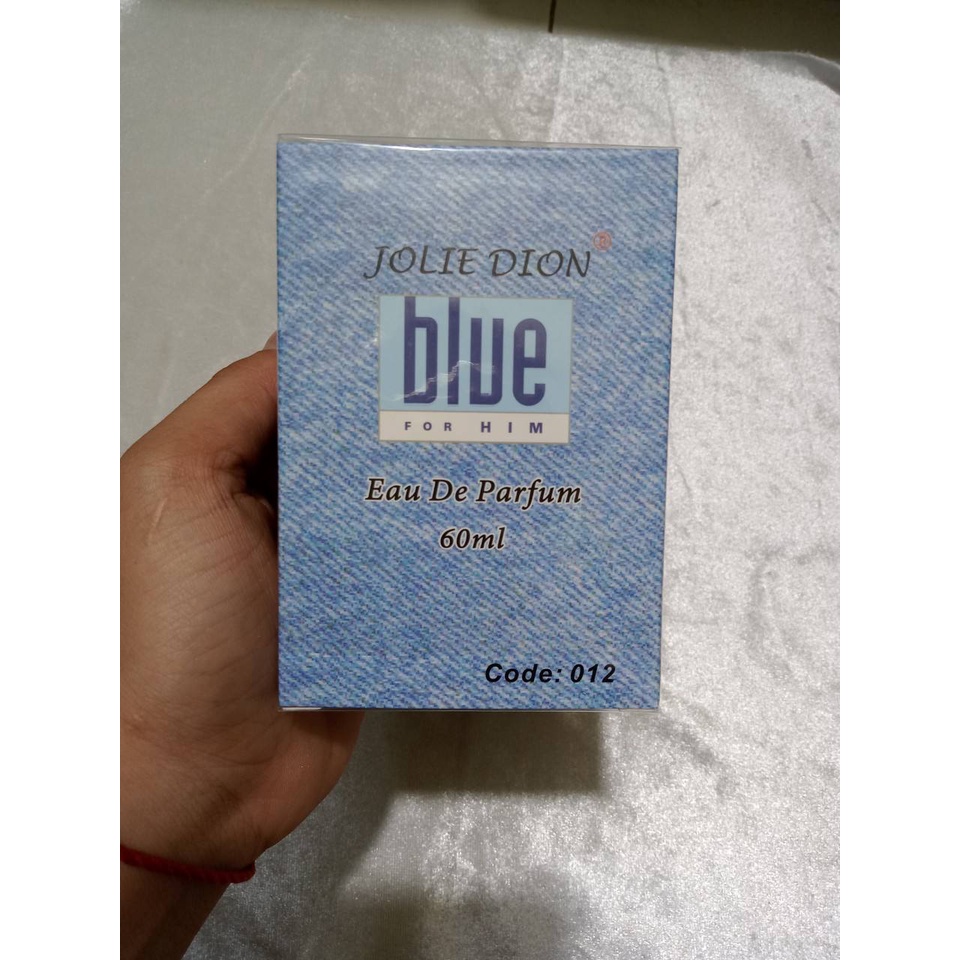 JOLIE DION®
blue
FOR HIM
Eau De Parfum
60ml
Code: 012